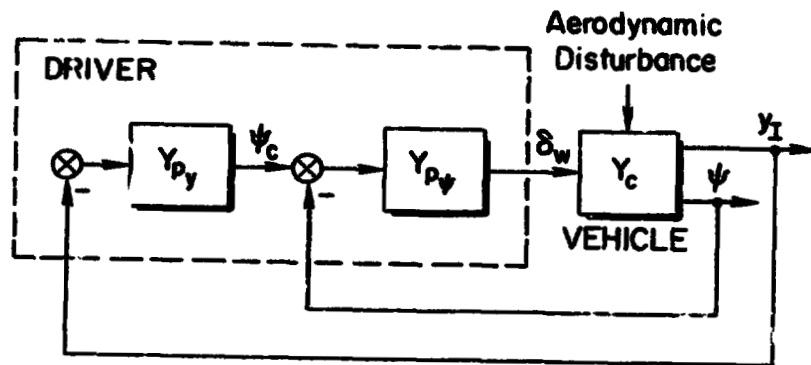 Aerodynamic
Disturbance
DRIVER
Y_{p_y}
ψ_c
Y_{p_ψ}
δ_w
Y_c
y_I
ψ
VEHICLE
-
-